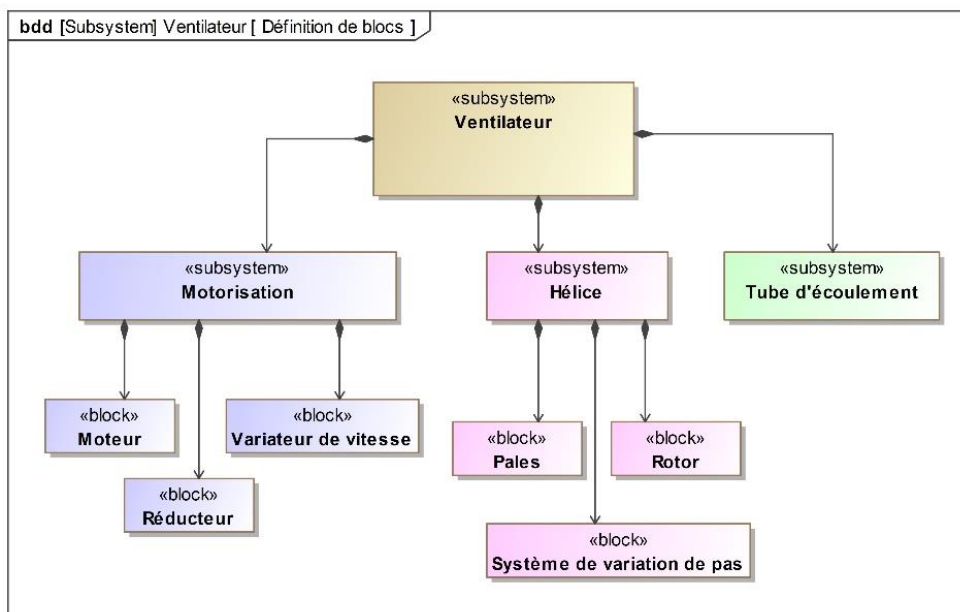 bdd [Subsystem] Ventilateur [ Définition de blocs ]
«subsystem»
Ventilateur
«subsystem»
Motorisation
«subsystem»
Hélice
«subsystem»
Tube d'écoulement
«block»
Moteur
«block»
Variateur de vitesse
«block»
Pales
«block»
Rotor
«block»
Réducteur
«block»
Système de variation de pas